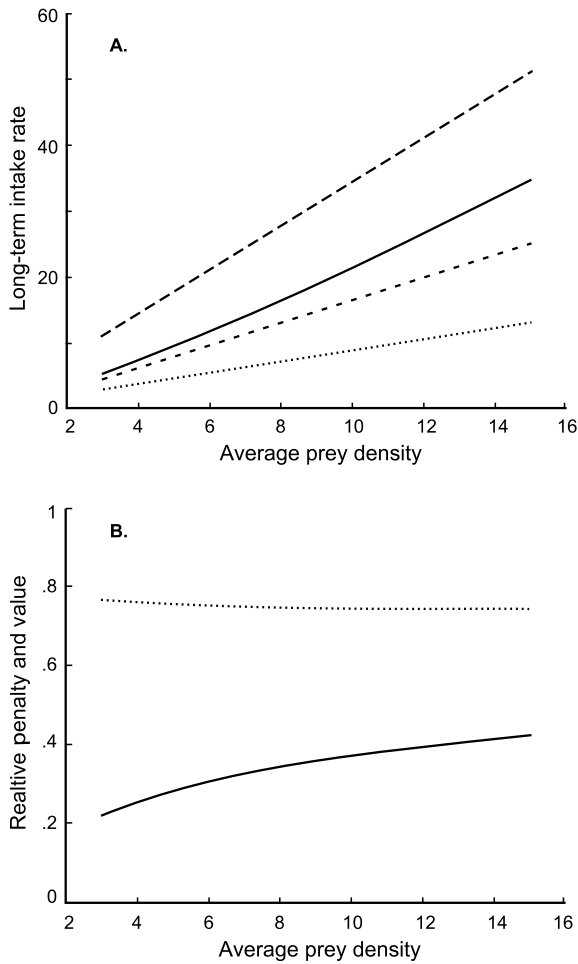 60
A.
40
20
0
Long-term intake rate
2 4 6 8 10 12 14 16
Average prey density
1
B.
.8
.6
.4
.2
0
Realtive penalty and value
2 4 6 8 10 12 14 16
Average prey density